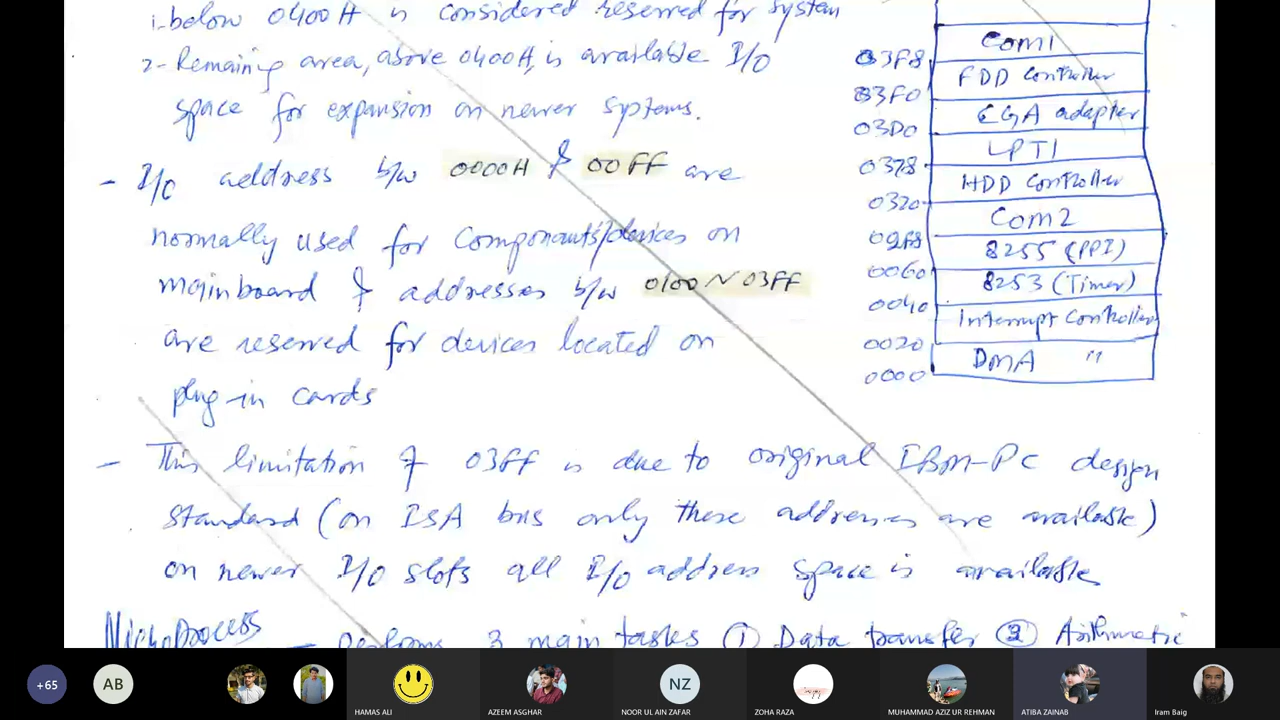 1. below 0400H is considered reserved for system
2- Remaining area, above 0400H, is available I/O
space for expansion on newer systems.
- I/O address b/w 0000H & 00FF are
normally used for Componants/devices on
mainboard & addresses b/w 0100 ~ 03FF
are reserved for devices located on
plug-in cards
- This limitation of 03FF is due to original IBM-PC design
standard (on ISA bus only these addresses are available)
on newer I/O slots all I/O address space is available
Microprocess - performs 3 main tasks ① Data transfer ② Arithmetic
Com1
03F8
FDD Controller
03F0
CGA adapter
03D0
LPT1
0378
HDD Controller
0320
Com2
02F8
8255 (PPI)
0060
8253 (Timer)
0040
Interrupt Controller
0020
DMA "
0000
+65
AB
HAMAS ALI
AZEEM ASGHAR
NZ
NOOR UL AIN ZAFAR
ZOHA RAZA
MUHAMMAD AZIZ UR REHMAN
ATIBA ZAINAB
Iram Baig